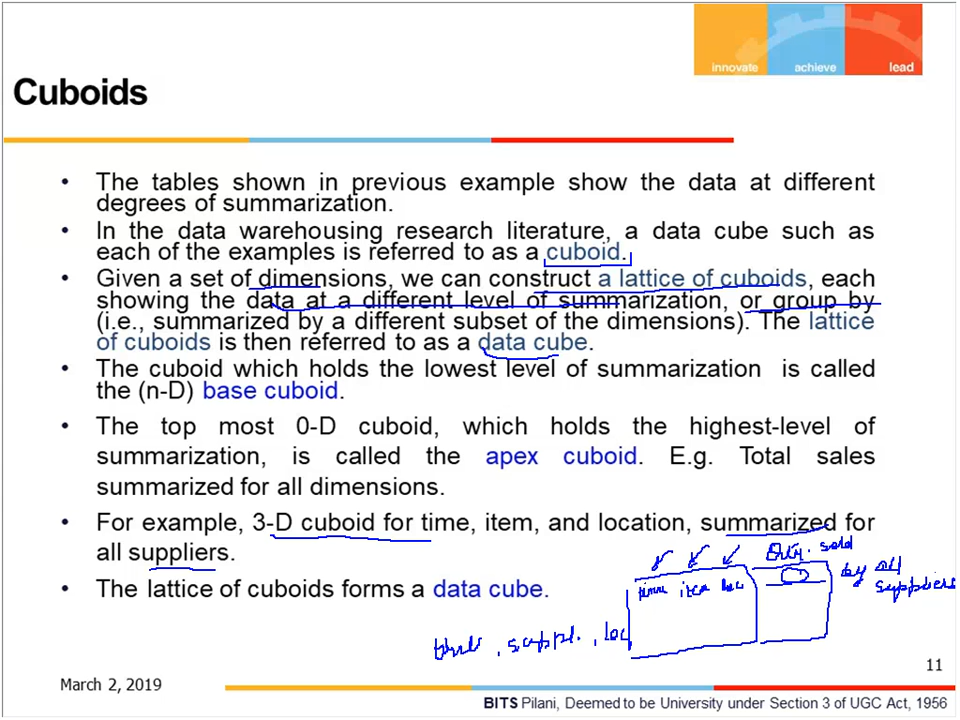 innovate achieve lead
Cuboids
• The tables shown in previous example show the data at different
degrees of summarization.
• In the data warehousing research literature, a data cube such as
each of the examples is referred to as a cuboid.
• Given a set of dimensions, we can construct a lattice of cuboids, each
showing the data at a different level of summarization, or group by
(i.e., summarized by a different subset of the dimensions). The lattice
of cuboids is then referred to as a data cube.
• The cuboid which holds the lowest level of summarization is called
the (n-D) base cuboid.
• The top most 0-D cuboid, which holds the highest-level of
summarization, is called the apex cuboid. E.g. Total sales
summarized for all dimensions.
• For example, 3-D cuboid for time, item, and location, summarized for
all suppliers.
Qty. sold
by all
suppliers
time item loc
• The lattice of cuboids forms a data cube.
time, suppl., loc
11
March 2, 2019
BITS Pilani, Deemed to be University under Section 3 of UGC Act, 1956